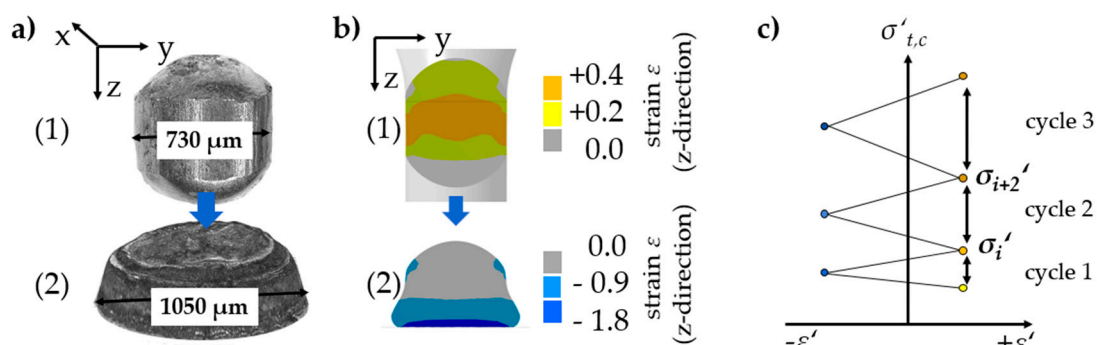 a)
x
y
z
(1)
730 µm
(2)
1050 µm
b)
y
z
(1)
+0.4
+0.2
0.0
strain ε
(z-direction)
(2)
0.0
- 0.9
- 1.8
strain ε
(z-direction)
c)
σ′t,c
cycle 3
σi+2′
cycle 2
σi′
cycle 1
-ε′
+ε′